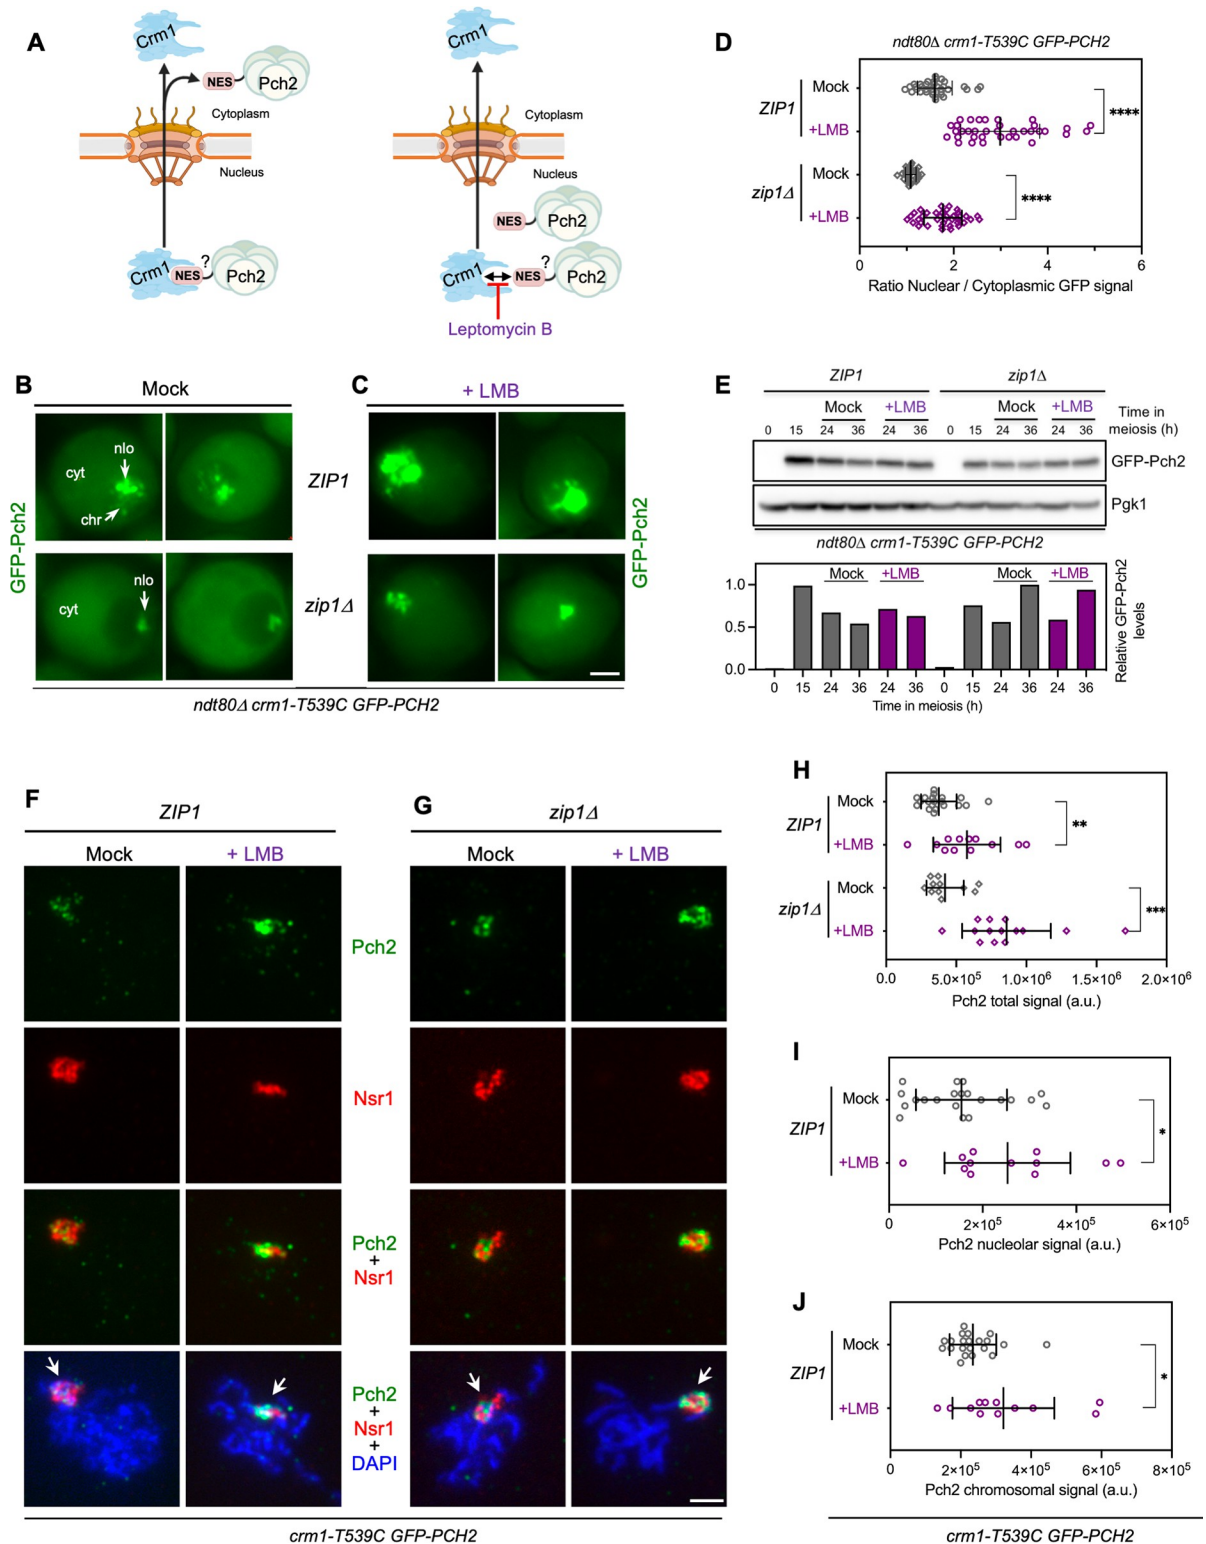 A
Crm1
NES
Pch2
Cytoplasm
Nucleus
Crm1
NES
?
Pch2
Crm1
Cytoplasm
Nucleus
NES
Pch2
Crm1
NES
?
Pch2
Leptomycin B
D
ndt80Δ crm1-T539C GFP-PCH2
ZIP1
Mock
+LMB
****
zip1Δ
Mock
+LMB
****
0 2 4 6
Ratio Nuclear / Cytoplasmic GFP signal
B
Mock
C
+ LMB
GFP-Pch2
cyt
nlo
chr
ZIP1
cyt
nlo
zip1Δ
GFP-Pch2
ndt80Δ crm1-T539C GFP-PCH2
E
ZIP1 zip1Δ
Mock +LMB Mock +LMB
Time in
meiosis (h)
0 15 24 36 24 36 0 15 24 36 24 36
GFP-Pch2
Pgk1
ndt80Δ crm1-T539C GFP-PCH2
Mock +LMB Mock +LMB
1.0
0.5
0.0
Relative GFP-Pch2
levels
0 15 24 36 24 36 0 15 24 36 24 36
Time in meiosis (h)
F
ZIP1
Mock + LMB
G
zip1Δ
Mock + LMB
Pch2
Nsr1
Pch2
+
Nsr1
Pch2
+
Nsr1
+
DAPI
crm1-T539C GFP-PCH2
H
ZIP1
Mock
+LMB
**
zip1Δ
Mock
+LMB
***
0.0 5.0×10⁵ 1.0×10⁶ 1.5×10⁶ 2.0×10⁶
Pch2 total signal (a.u.)
I
ZIP1
Mock
+LMB
*
0 2×10⁵ 4×10⁵ 6×10⁵
Pch2 nucleolar signal (a.u.)
J
ZIP1
Mock
+LMB
*
0 2×10⁵ 4×10⁵ 6×10⁵ 8×10⁵
Pch2 chromosomal signal (a.u.)
crm1-T539C GFP-PCH2